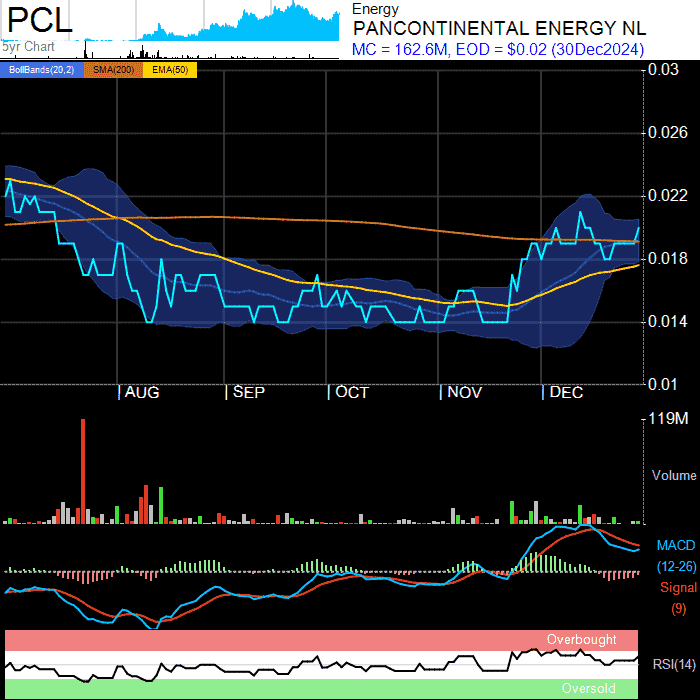 PCL
5yr Chart
Energy
PANCONTINENTAL ENERGY NL
MC = 162.6M, EOD = $0.02 (30Dec2024)
BollBands(20,2) SMA(200) EMA(50)
0.03
0.026
0.022
0.018
0.014
0.01
AUG SEP OCT NOV DEC
119M
Volume
MACD
(12-26)
Signal
(9)
Overbought
RSI(14)
Oversold